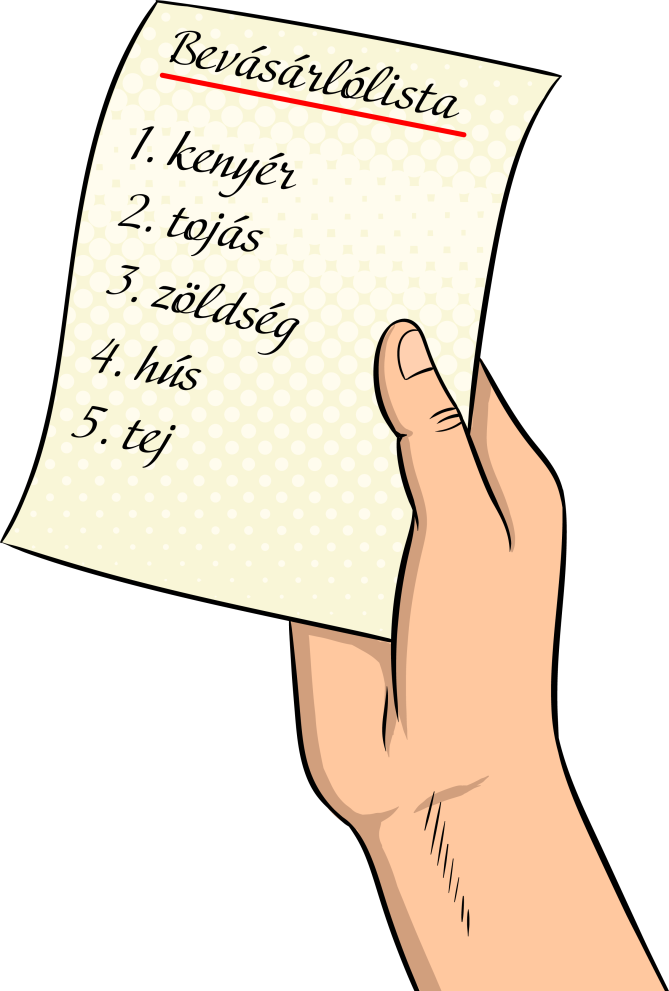 Bevásárlólista
1. kenyér
2. tojás
3. zöldség
4. hús
5. tej